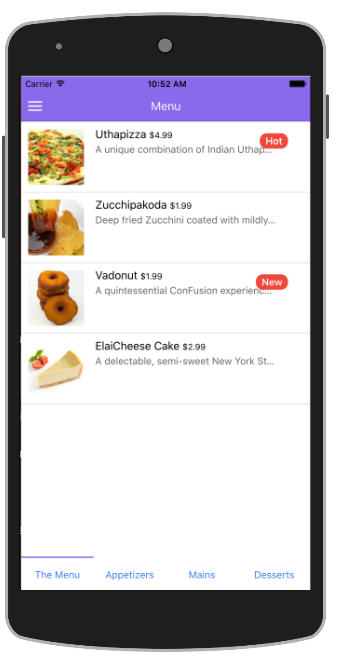 Carrier 10:52 AM
Menu
Uthapizza $4.99
Hot
A unique combination of Indian Uthap...
Zucchipakoda $1.99
Deep fried Zucchini coated with mildly...
Vadonut $1.99
New
A quintessential ConFusion experienc...
ElaiCheese Cake $2.99
A delectable, semi-sweet New York St...
The Menu Appetizers Mains Desserts